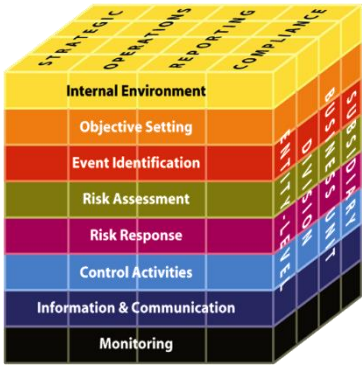 STRATEGIC
OPERATIONS
REPORTING
COMPLIANCE
Internal Environment
Objective Setting
Event Identification
Risk Assessment
Risk Response
Control Activities
Information & Communication
Monitoring
ENTITY-LEVEL
DIVISION
BUSINESS UNIT